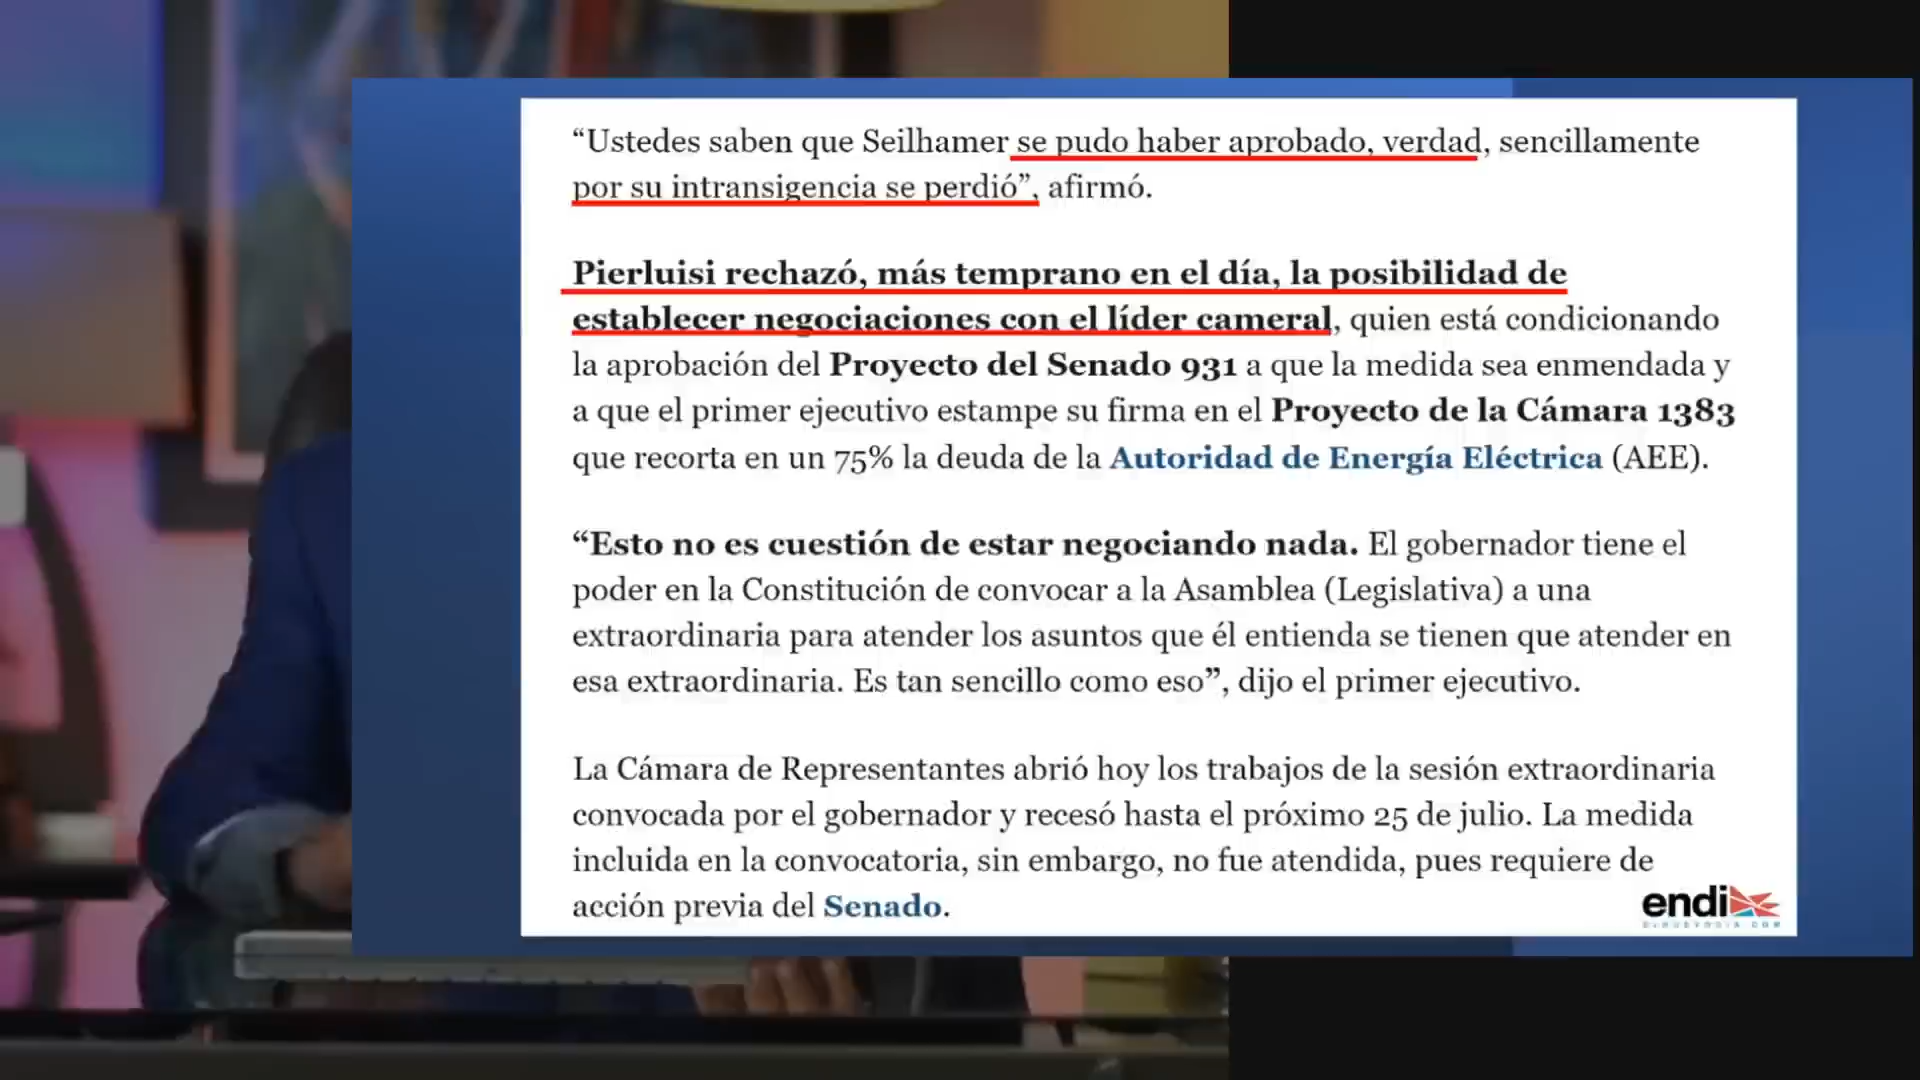 “Ustedes saben que Seilhamer se pudo haber aprobado, verdad, sencillamente
por su intransigencia se perdió”, afirmó.
Pierluisi rechazó, más temprano en el día, la posibilidad de
establecer negociaciones con el líder cameral, quien está condicionando
la aprobación del Proyecto del Senado 931 a que la medida sea enmendada y
a que el primer ejecutivo estampe su firma en el Proyecto de la Cámara 1383
que recorta en un 75% la deuda de la Autoridad de Energía Eléctrica (AEE).
“Esto no es cuestión de estar negociando nada. El gobernador tiene el
poder en la Constitución de convocar a la Asamblea (Legislativa) a una
extraordinaria para atender los asuntos que él entienda se tienen que atender en
esa extraordinaria. Es tan sencillo como eso”, dijo el primer ejecutivo.
La Cámara de Representantes abrió hoy los trabajos de la sesión extraordinaria
convocada por el gobernador y recesó hasta el próximo 25 de julio. La medida
incluida en la convocatoria, sin embargo, no fue atendida, pues requiere de
acción previa del Senado.
endi